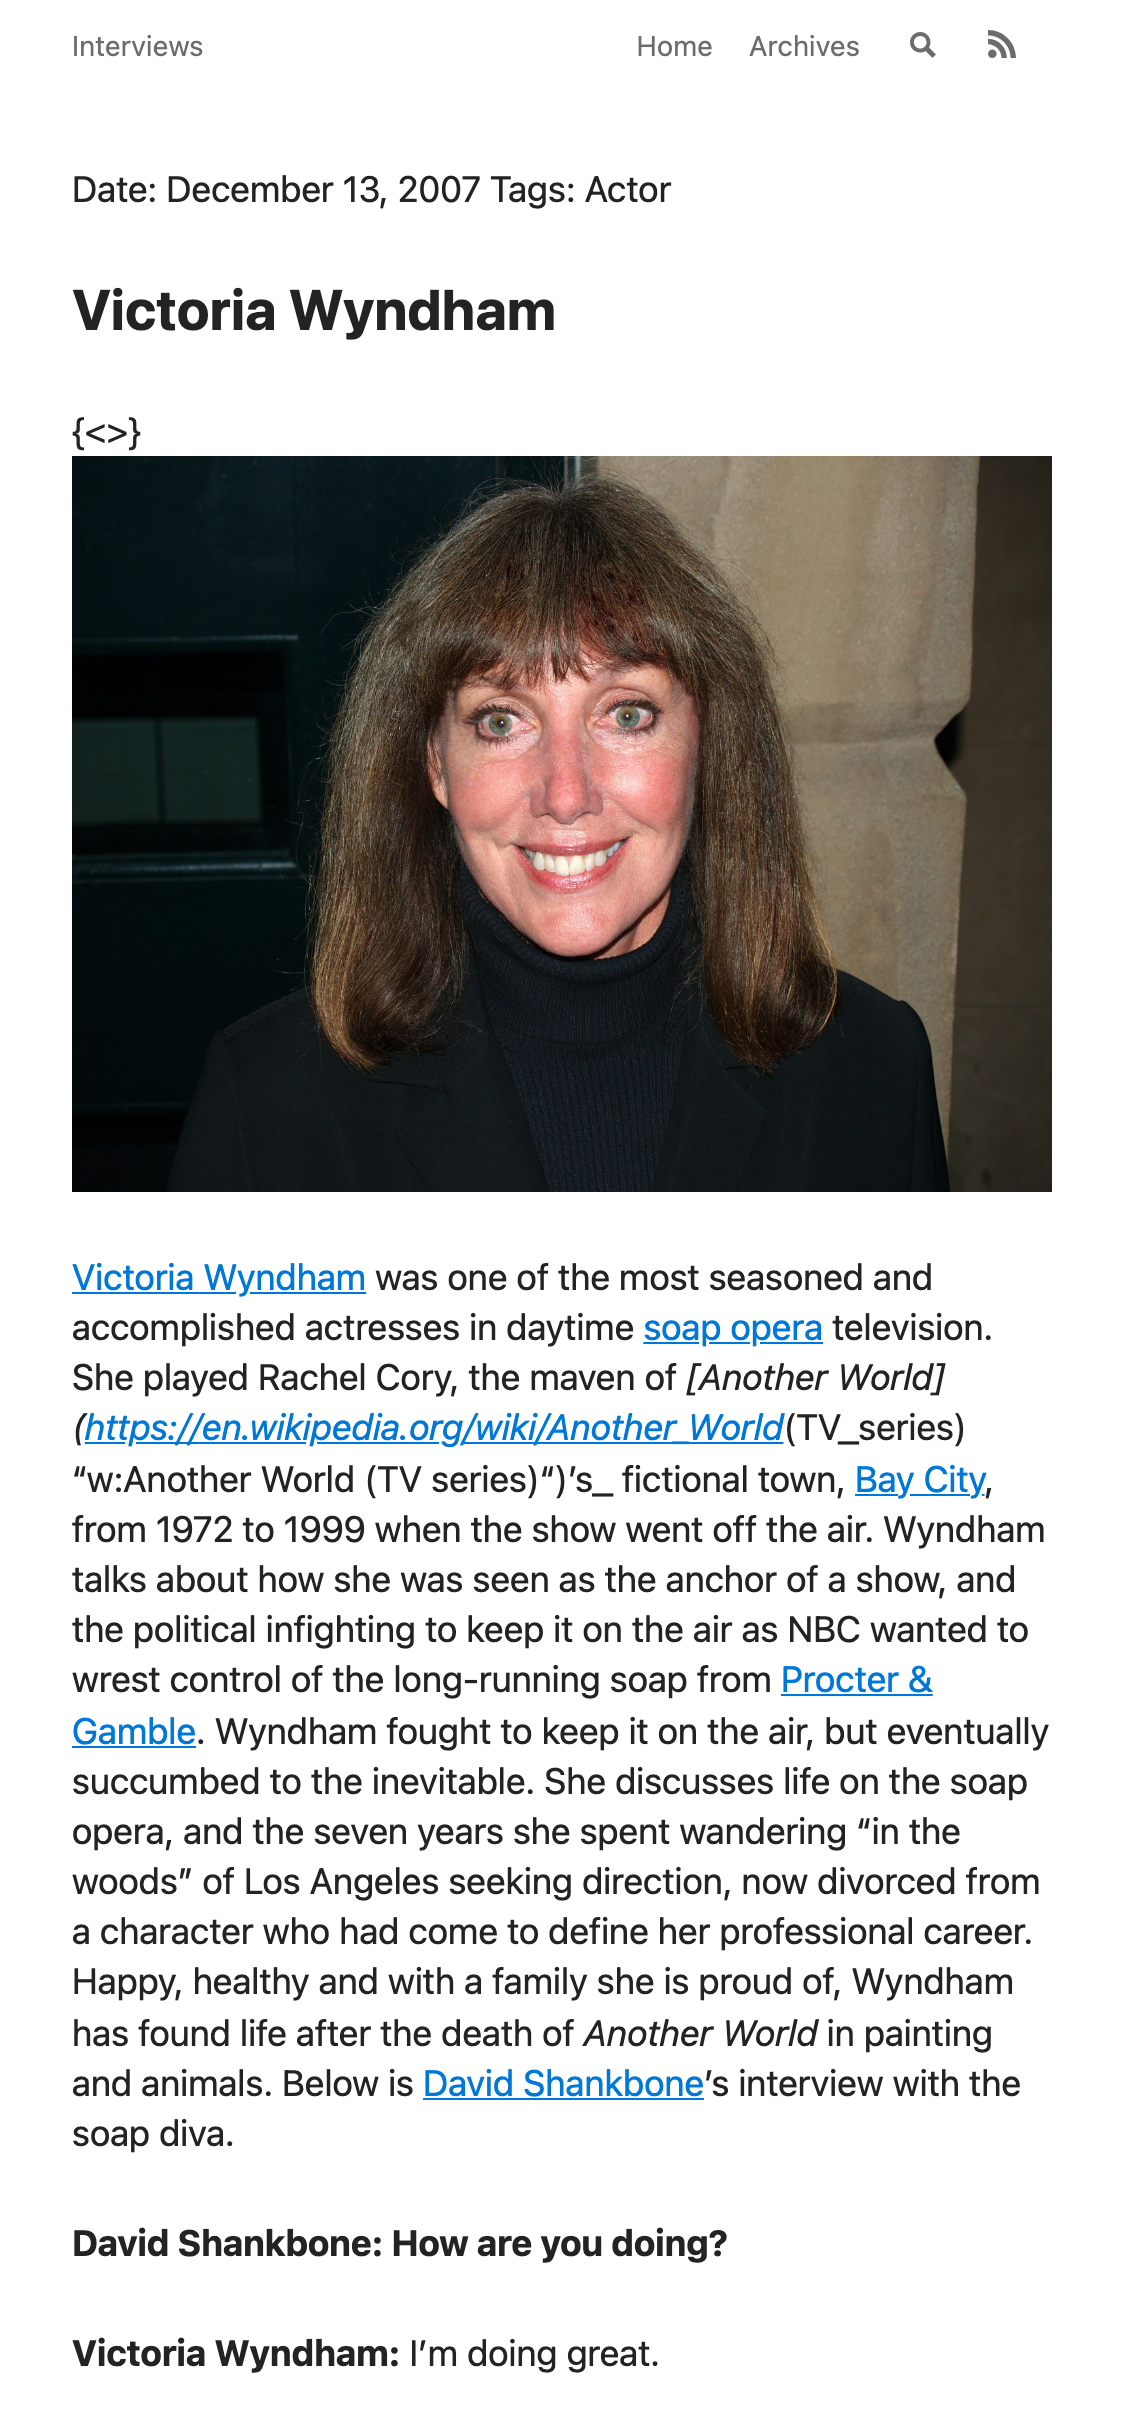 Interviews Home Archives
Date: December 13, 2007 Tags: Actor
Victoria Wyndham
{<>}
Victoria Wyndham was one of the most seasoned and
accomplished actresses in daytime soap opera television.
She played Rachel Cory, the maven of [Another World]
(https://en.wikipedia.org/wiki/Another_World(TV_series)
“w:Another World (TV series)“)’s_ fictional town, Bay City,
from 1972 to 1999 when the show went off the air. Wyndham
talks about how she was seen as the anchor of a show, and
the political infighting to keep it on the air as NBC wanted to
wrest control of the long-running soap from Procter &
Gamble. Wyndham fought to keep it on the air, but eventually
succumbed to the inevitable. She discusses life on the soap
opera, and the seven years she spent wandering “in the
woods” of Los Angeles seeking direction, now divorced from
a character who had come to define her professional career.
Happy, healthy and with a family she is proud of, Wyndham
has found life after the death of Another World in painting
and animals. Below is David Shankbone’s interview with the
soap diva.
David Shankbone: How are you doing?
Victoria Wyndham: I’m doing great.